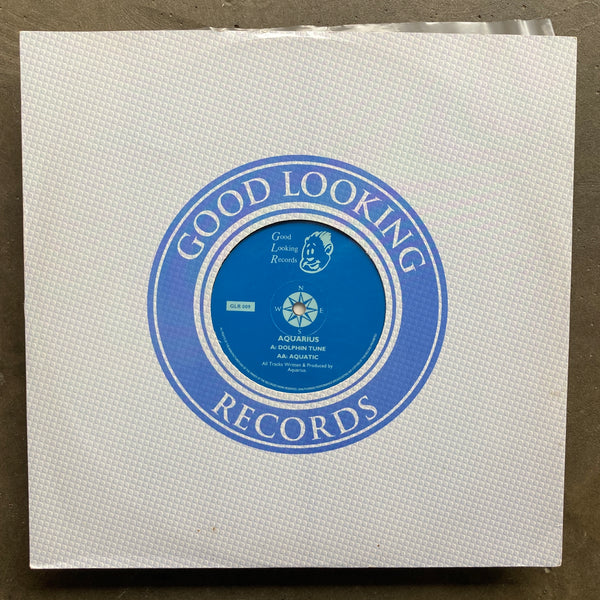 GOOD LOOKING
RECORDS
Good
Looking
Records
GLR 009
N
W E
S
AQUARIUS
A: DOLPHIN TUNE
AA: AQUATIC
All Tracks Written & Produced by
Aquarius